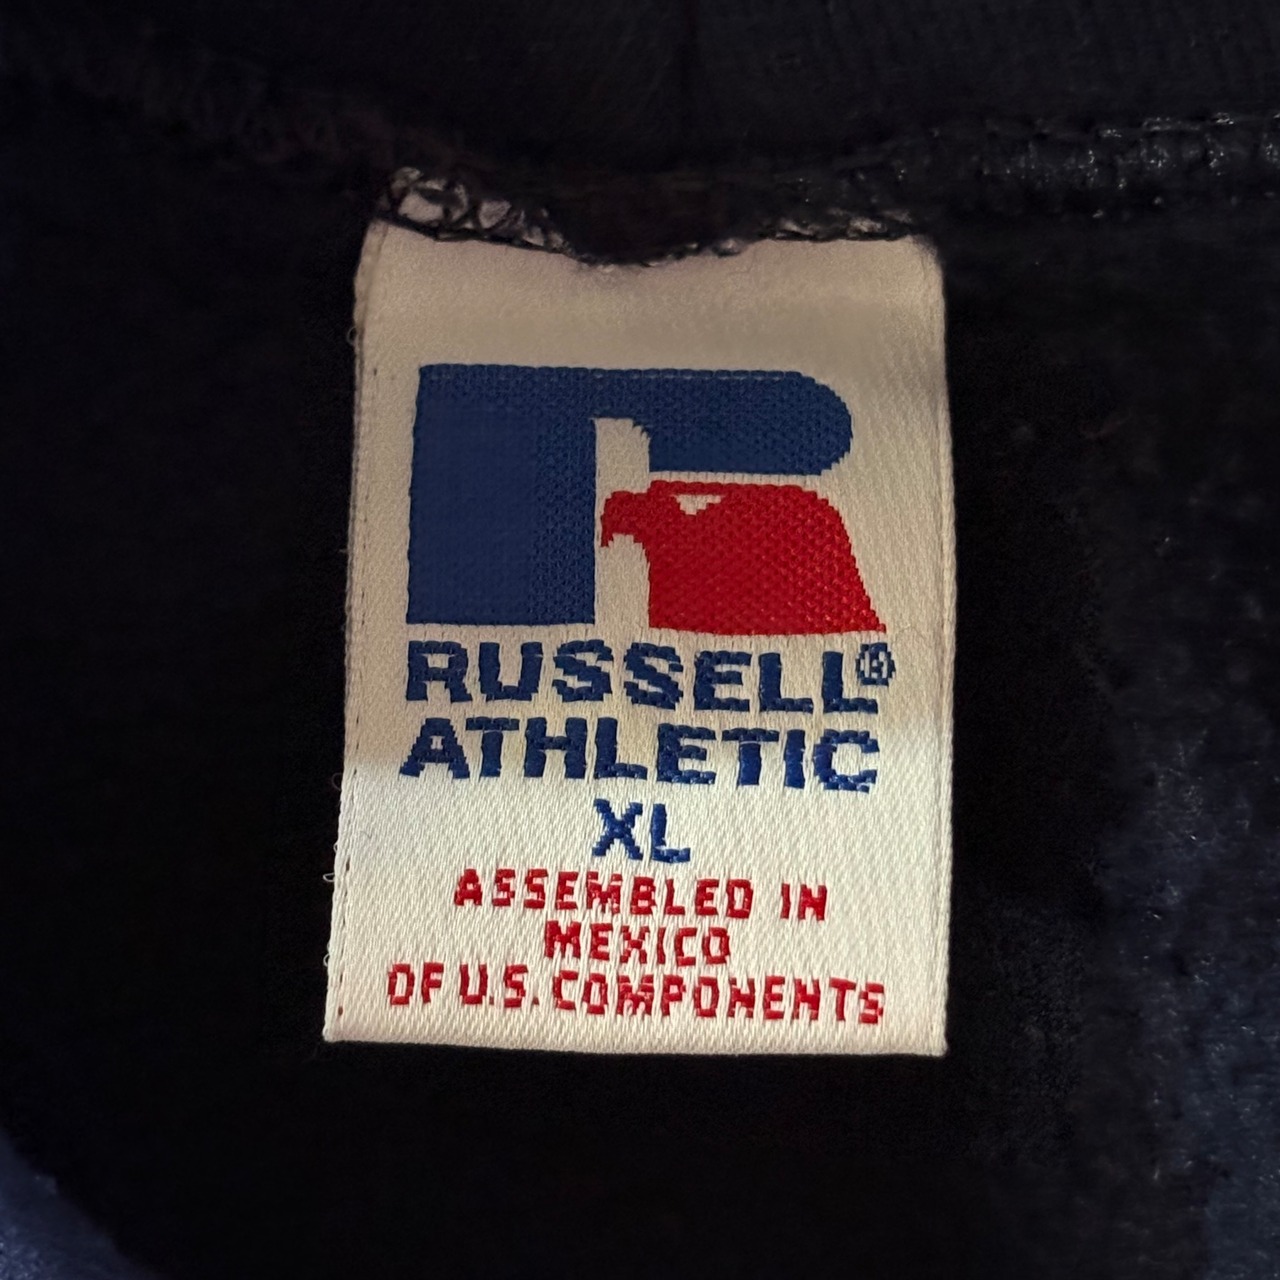 RUSSELL®
ATHLETIC
XL
ASSEMBLED IN
MEXICO
OF U.S. COMPONENTS